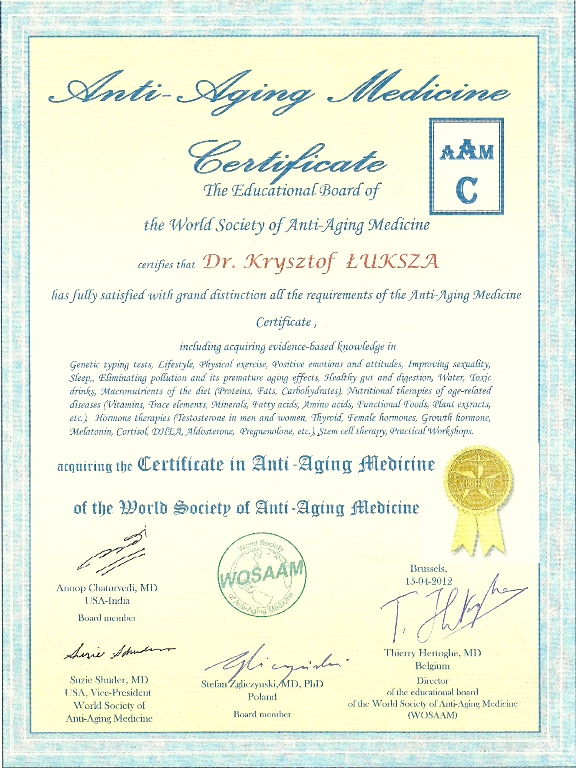 Anti-Aging Medicine
Certificate
AAM
C
The Educational Board of
the World Society of Anti-Aging Medicine
certifies that Dr. Krysztof ŁUKSZA
has fully satisfied with grand distinction all the requirements of the Anti-Aging Medicine
Certificate ,
including acquiring evidence-based knowledge in
Genetic typing tests, Lifestyle, Physical exercise, Positive emotions and attitudes, Improving sexuality,
Sleep,, Eliminating pollution and its premature aging effects, Healthy gut and digestion, Water, Toxic
drinks, Macronutrients of the diet (Proteins, Fats, Carbohydrates). Nutritional therapies of age-related
diseases (Vitamins, Trace elements, Minerals, Fatty acids, Amino acids, Functional Foods, Plant extracts,
etc.) Hormone therapies (Testosterone in men and women, Thyroid, Female hormones, Growth hormone,
Melatonin, Cortisol, DHEA, Aldosterone, Pregnenolone, etc.), Stem cell therapy, Practical Workshops.
acquiring the Certificate in Anti-Aging Medicine
of the World Society of Anti-Aging Medicine
World Society
WOSAAM
of Anti-Aging Medicine
Anoop Chaturvedi, MD
USA-India
Board member
Brussels,
15-04-2012
Suzie Shuder, MD
USA, Vice-President
World Society of
Anti-Aging Medicine
Stefan Zgliczynski, MD, PhD
Poland
Board member
Thierry Hertoghe, MD
Belgium
Director
of the educational board
of the World Society of Anti-Aging Medicine
(WOSAAM)